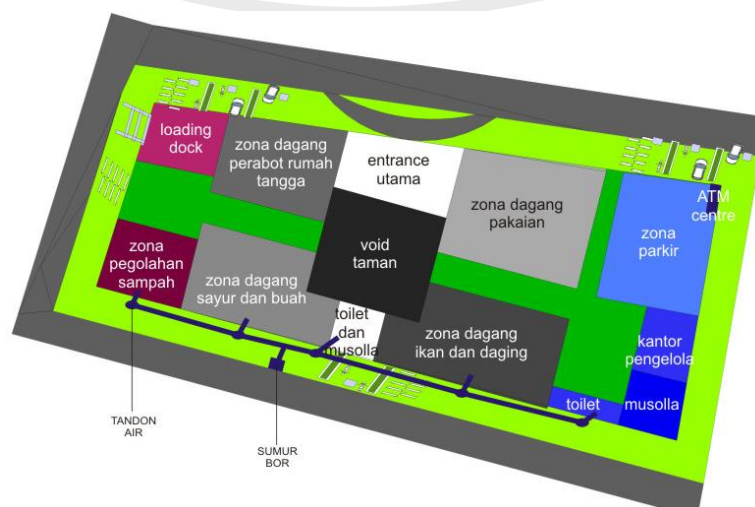 loading
dock
zona dagang
perabot rumah
tangga
entrance
utama
zona dagang
pakaian
ATM
centre
zona
parkir
void
taman
zona
pegolahan
sampah
zona dagang
sayur dan buah
toilet
dan
musolla
zona dagang
ikan dan daging
kantor
pengelola
toilet
musolla
TANDON
AIR
SUMUR
BOR